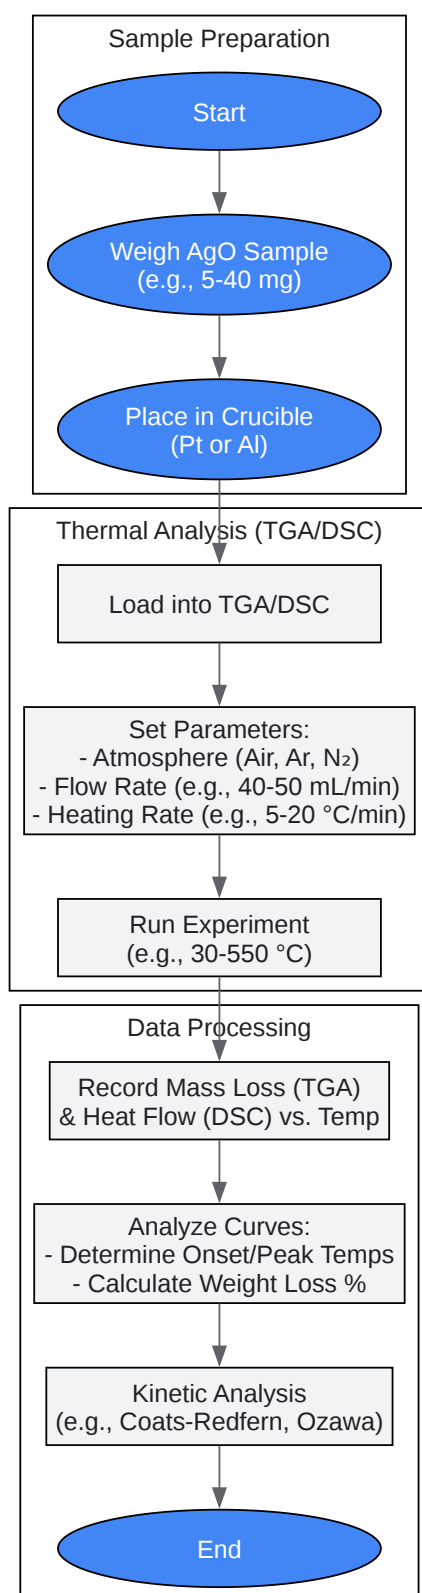 Sample Preparation
Start
Weigh AgO Sample
(e.g., 5-40 mg)
Place in Crucible
(Pt or Al)
Thermal Analysis (TGA/DSC)
Load into TGA/DSC
Set Parameters:
- Atmosphere (Air, Ar, N₂)
- Flow Rate (e.g., 40-50 mL/min)
- Heating Rate (e.g., 5-20 °C/min)
Run Experiment
(e.g., 30-550 °C)
Data Processing
Record Mass Loss (TGA)
& Heat Flow (DSC) vs. Temp
Analyze Curves:
- Determine Onset/Peak Temps
- Calculate Weight Loss %
Kinetic Analysis
(e.g., Coats-Redfern, Ozawa)
End